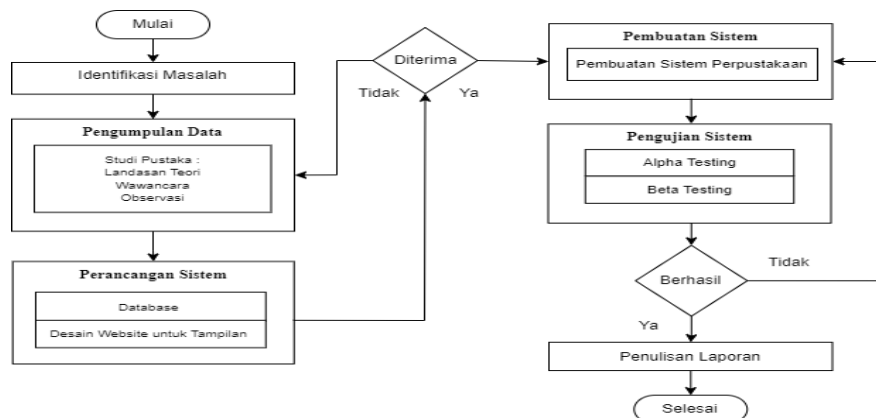 Mulai
Identifikasi Masalah
Pengumpulan Data
Studi Pustaka :
Landasan Teori
Wawancara
Observasi
Perancangan Sistem
Database
Desain Website untuk Tampilan
Diterima
Tidak
Ya
Pembuatan Sistem
Pembuatan Sistem Perpustakaan
Pengujian Sistem
Alpha Testing
Beta Testing
Berhasil
Tidak
Ya
Penulisan Laporan
Selesai